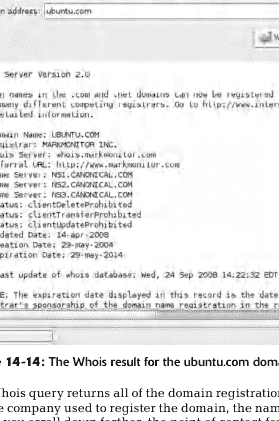 n address: ubuntu.com
Server Version 2.0
n names in the .com and .net domains can now be registered
many different competing registrars. Go to http://www.intern
etailed information.
main Name: UBUNTU.COM
gistrar: MARKMONITOR INC.
ois Server: whois.markmonitor.com
ferral URL: http://www.markmonitor.com
me Server: NS1.CANONICAL.COM
me Server: NS2.CANONICAL.COM
me Server: NS3.CANONICAL.COM
atus: clientDeleteProhibited
atus: clientTransferProhibited
atus: clientUpdateProhibited
dated Date: 14-apr-2008
eation Date: 29-may-2004
piration Date: 29-may-2014
ast update of whois database: Wed, 24 Sep 2008 14:22:32 EDT
E: The expiration date displayed in this record is the date
trar's sponsorship of the domain name registration in the r
e 14-14: The Whois result for the ubuntu.com doma
Whois query returns all of the domain registration
e company used to register the domain, the nam
you scroll down farther, the point of contact for